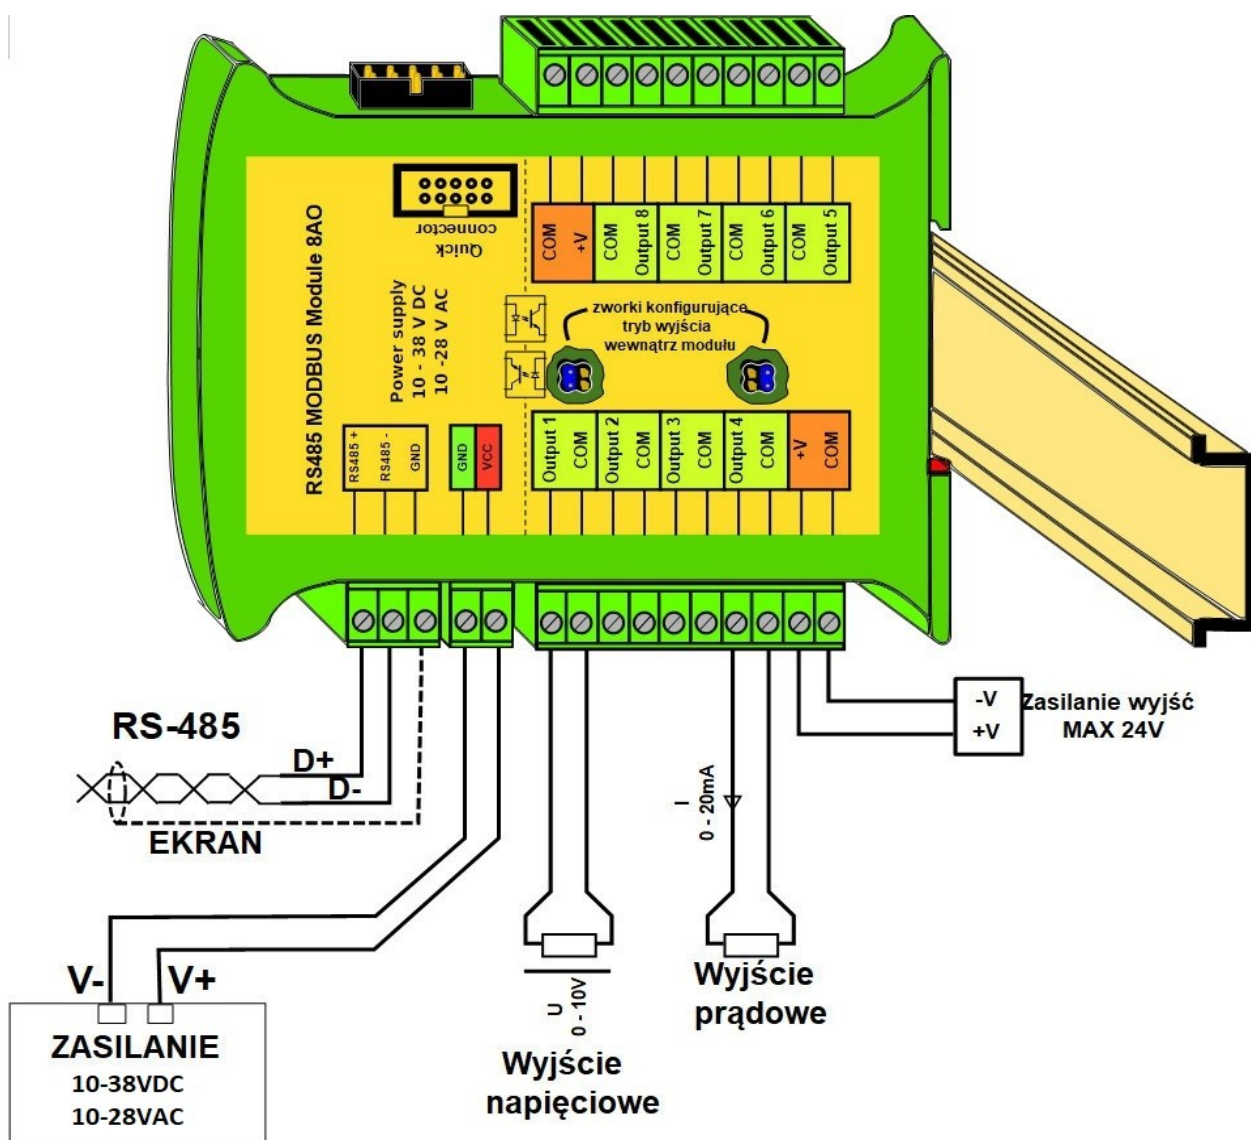 RS485 MODBUS Module 8AO
Quick
connector
Power supply
10 - 38 V DC
10 -28 V AC
COM
+V
COM
Output 8
COM
Output 7
COM
Output 6
COM
Output 5
zworki konfigurujące
tryb wyjścia
wewnątrz modułu
RS485 +
RS485 -
GND
GND
VCC
Output 1
COM
Output 2
COM
Output 3
COM
Output 4
COM
+V
COM
RS-485
D+
D-
EKRAN
-V
+V
Zasilanie wyjść
MAX 24V
I
0 - 20mA
V-
V+
ZASILANIE
10-38VDC
10-28VAC
U
0 - 10V
Wyjście
napięciowe
Wyjście
prądowe